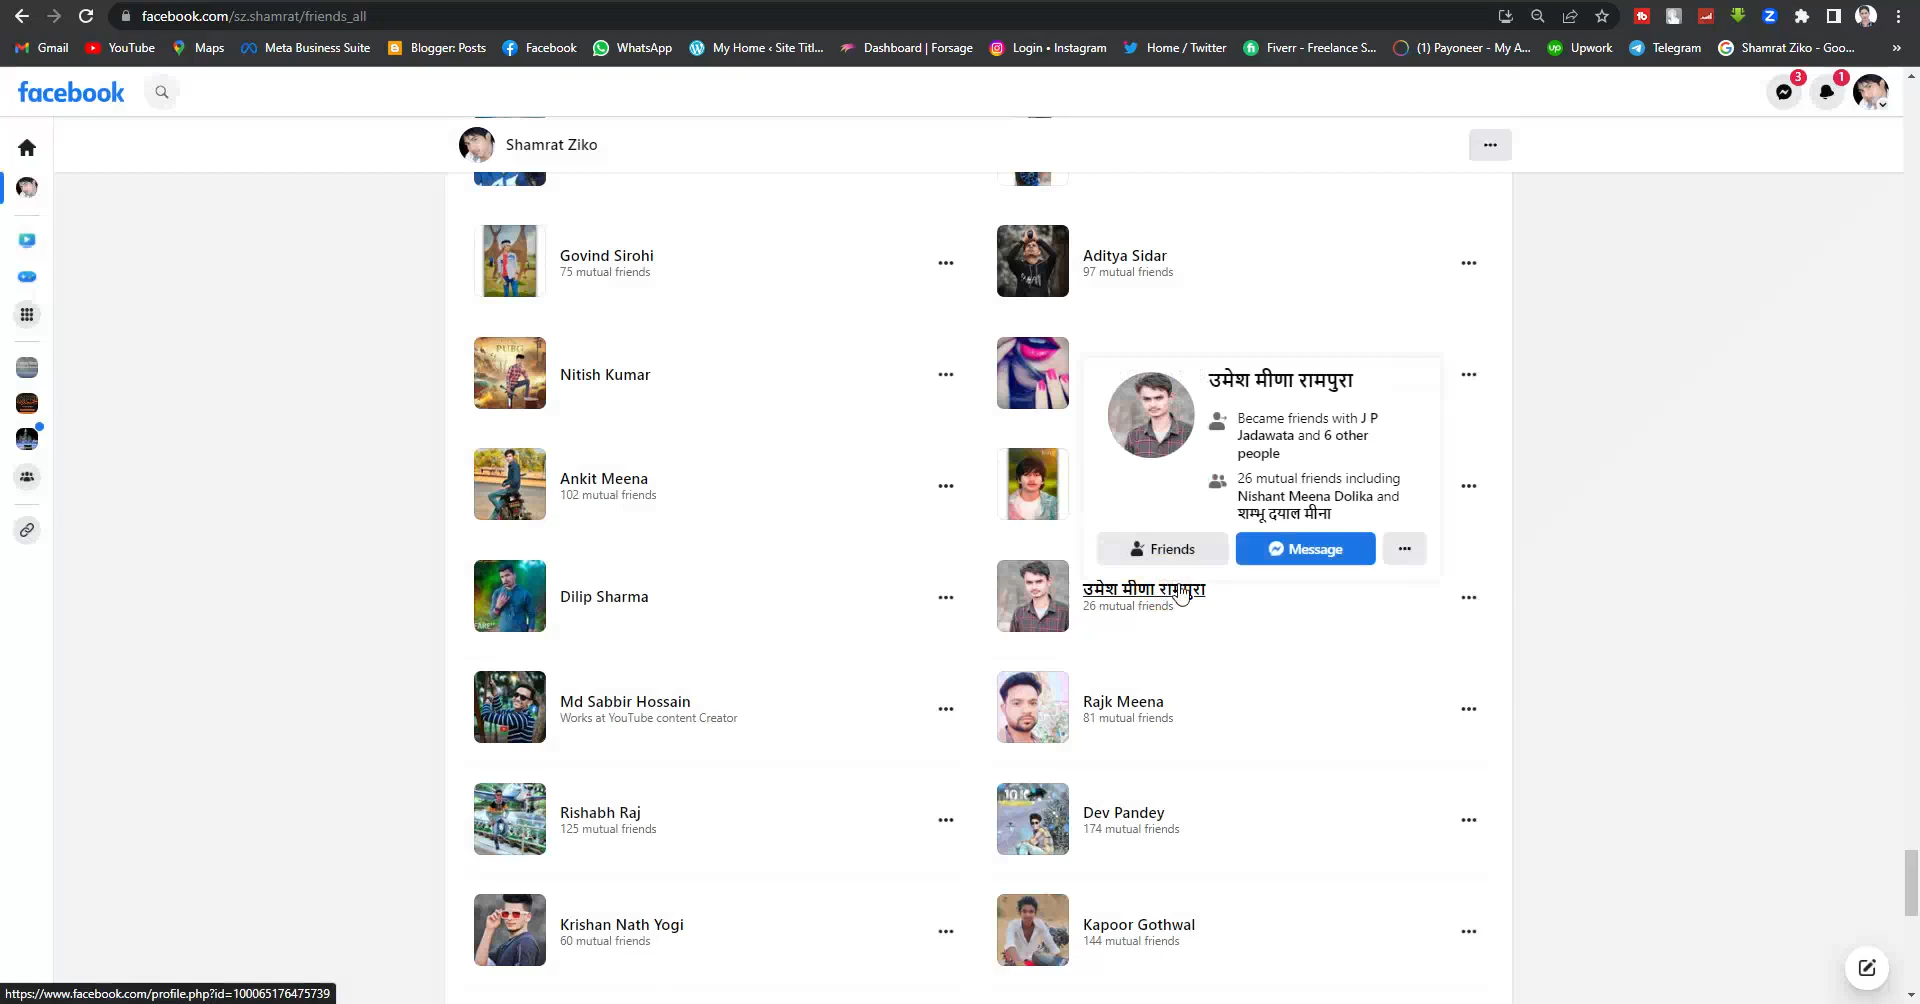 facebook.com/sz.shamrat/friends_all
Gmail
YouTube
Maps
Meta Business Suite
Blogger: Posts
Facebook
WhatsApp
My Home ‹ Site Titl...
Dashboard | Forsage
Login • Instagram
Home / Twitter
Fiverr - Freelance S...
(1) Payoneer - My A...
Upwork
Telegram
Shamrat Ziko - Goo...
»
facebook
3
1
Shamrat Ziko
Govind Sirohi
75 mutual friends
Aditya Sidar
97 mutual friends
Nitish Kumar
उमेश मीणा रामपुरा
Became friends with J P
Jadawata and 6 other
people
26 mutual friends including
Nishant Meena Dolika and
शम्भू दयाल मीना
Friends
Message
Ankit Meena
102 mutual friends
Dilip Sharma
उमेश मीणा रामपुरा
26 mutual friends
Md Sabbir Hossain
Works at YouTube content Creator
Rajk Meena
81 mutual friends
Rishabh Raj
125 mutual friends
Dev Pandey
174 mutual friends
Krishan Nath Yogi
60 mutual friends
Kapoor Gothwal
144 mutual friends
https://www.facebook.com/profile.php?id=100065176475739